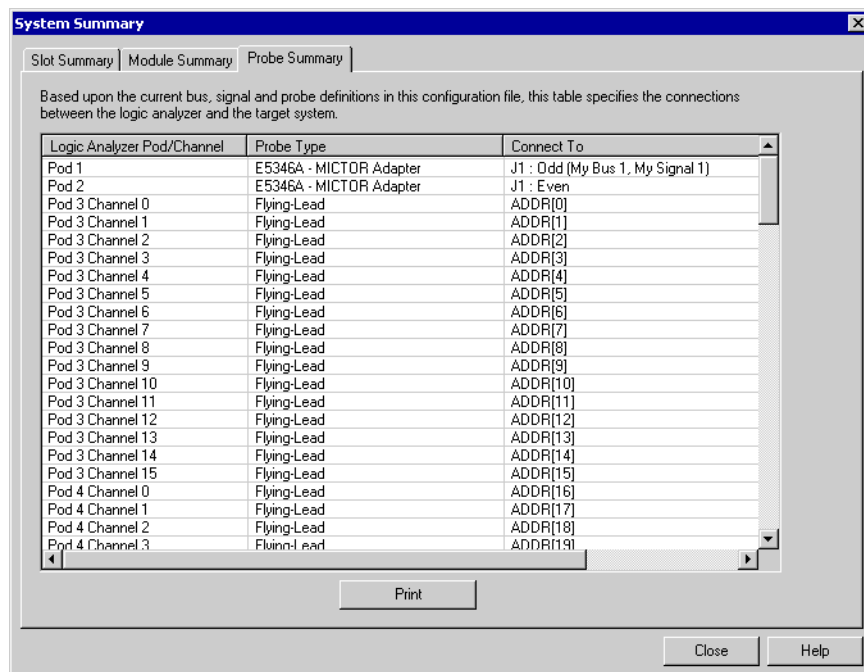 System Summary
Slot Summary Module Summary Probe Summary
Based upon the current bus, signal and probe definitions in this configuration file, this table specifies the connections
between the logic analyzer and the target system.
Logic Analyzer Pod/Channel Probe Type Connect To
Pod 1 E5346A - MICTOR Adapter J1 : Odd (My Bus 1, My Signal 1)
Pod 2 E5346A - MICTOR Adapter J1 : Even
Pod 3 Channel 0 Flying-Lead ADDR[0]
Pod 3 Channel 1 Flying-Lead ADDR[1]
Pod 3 Channel 2 Flying-Lead ADDR[2]
Pod 3 Channel 3 Flying-Lead ADDR[3]
Pod 3 Channel 4 Flying-Lead ADDR[4]
Pod 3 Channel 5 Flying-Lead ADDR[5]
Pod 3 Channel 6 Flying-Lead ADDR[6]
Pod 3 Channel 7 Flying-Lead ADDR[7]
Pod 3 Channel 8 Flying-Lead ADDR[8]
Pod 3 Channel 9 Flying-Lead ADDR[9]
Pod 3 Channel 10 Flying-Lead ADDR[10]
Pod 3 Channel 11 Flying-Lead ADDR[11]
Pod 3 Channel 12 Flying-Lead ADDR[12]
Pod 3 Channel 13 Flying-Lead ADDR[13]
Pod 3 Channel 14 Flying-Lead ADDR[14]
Pod 3 Channel 15 Flying-Lead ADDR[15]
Pod 4 Channel 0 Flying-Lead ADDR[16]
Pod 4 Channel 1 Flying-Lead ADDR[17]
Pod 4 Channel 2 Flying-Lead ADDR[18]
Pod 4 Channel 3 Flying-Lead ADDR[19]
Print
Close Help